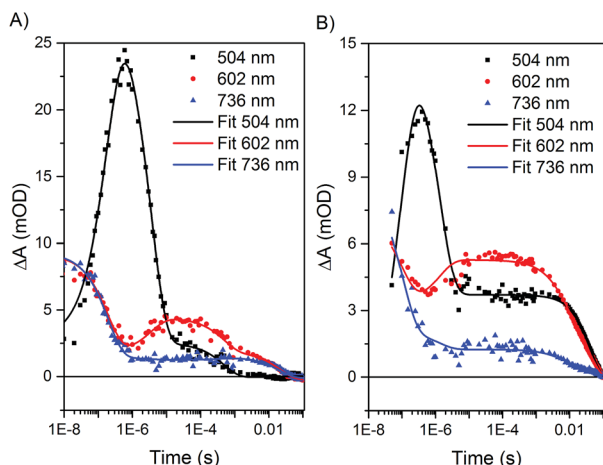 A)
25
20
15
10
5
0
ΔA (mOD)
504 nm
602 nm
736 nm
Fit 504 nm
Fit 602 nm
Fit 736 nm
1E-8
1E-6
1E-4
0.01
Time (s)
B)
15
12
9
6
3
0
ΔA (mOD)
504 nm
602 nm
736 nm
Fit 504 nm
Fit 602 nm
Fit 736 nm
1E-8
1E-6
1E-4
0.01
Time (s)